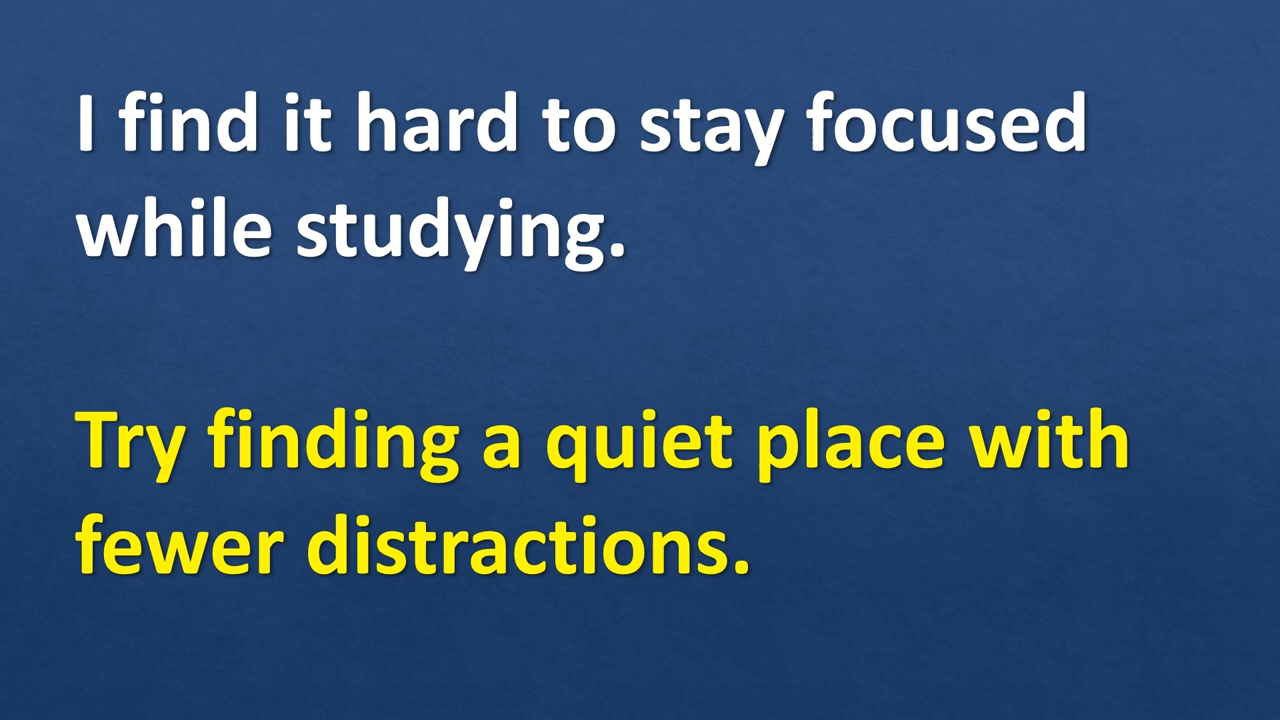 I find it hard to stay focused
while studying.
Try finding a quiet place with
fewer distractions.